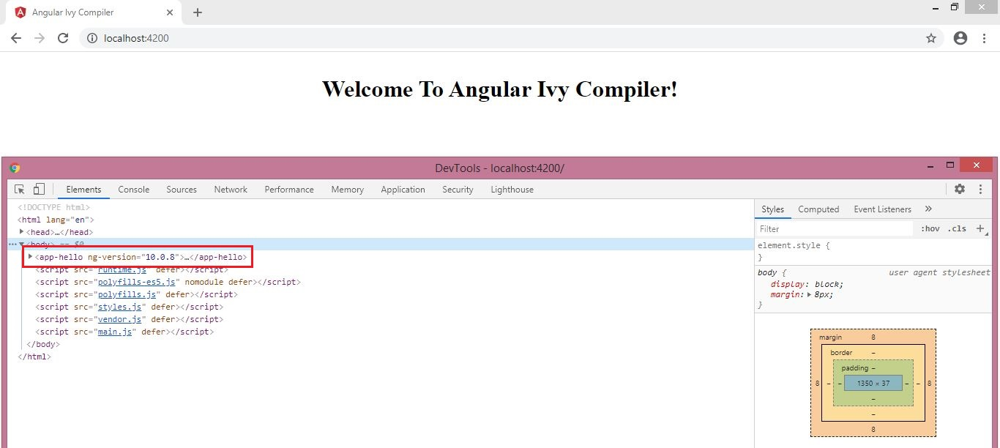 Angular Ivy Compiler
localhost:4200
Welcome To Angular Ivy Compiler!
DevTools - localhost:4200/
Elements Console Sources Network Performance Memory Application Security Lighthouse
<!DOCTYPE html>
<html lang="en">
<head>…</head>
<body> == $0
<app-hello ng-version="10.0.8">…</app-hello>
<script src="runtime.js" defer></script>
<script src="polyfills-es5.js" nomodule defer></script>
<script src="polyfills.js" defer></script>
<script src="styles.js" defer></script>
<script src="vendor.js" defer></script>
<script src="main.js" defer></script>
</body>
</html>
Styles Computed Event Listeners
Filter :hov .cls
element.style {
}
body { user agent stylesheet
display: block;
margin: 8px;
}
margin 8
border –
padding –
8 – – 1350 × 37 – – 8
–
–
8